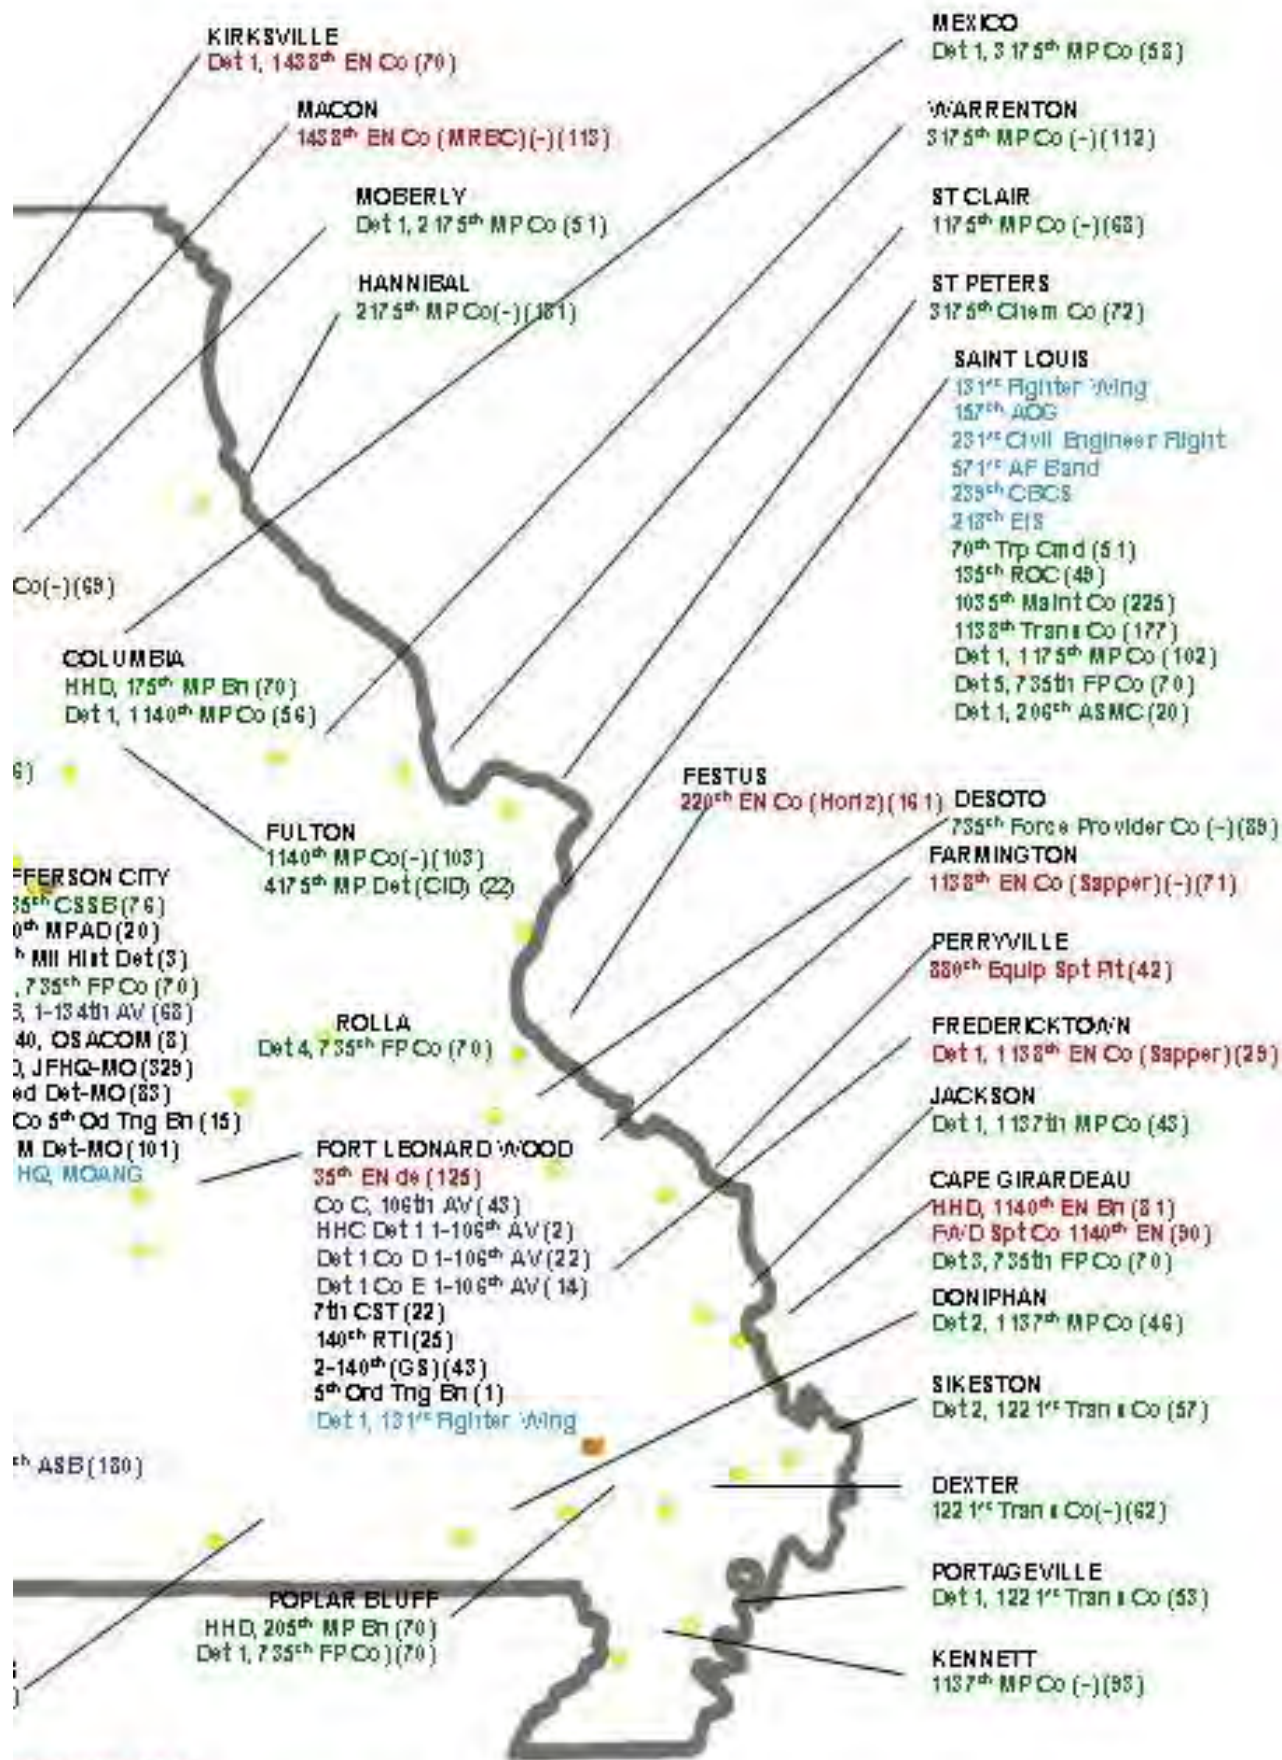 KIRKSVILLE
Det 1, 1438th EN Co (70)
MACON
1438th EN Co (MRBC)(-)(113)
MOBERLY
Det 1, 2175th MP Co (51)
HANNIBAL
2175th MP Co(-)(131)
MEXICO
Det 1, 3175th MP Co (58)
WARRENTON
3175th MP Co (-)(112)
ST CLAIR
1175th MP Co (-)(68)
ST PETERS
3175th Chem Co (72)
SAINT LOUIS
131st Fighter Wing
157th AOG
231st Civil Engineer Flight
571st AF Band
239th CBCS
218th EIS
70th Trp Cmd (51)
135th ROC (49)
1035th Maint Co (225)
1138th Trans Co (177)
Det 1, 1175th MP Co (102)
Det 5, 735th FP Co (70)
Det 1, 206th ASMC (20)
Co(-)(69)
COLUMBIA
HHD, 175th MP Bn (70)
Det 1, 1140th MP Co (56)
6)
FULTON
1140th MP Co(-)(103)
4175th MP Det (CID) (22)
FESTUS
220th EN Co (Horiz)(161)
DESOTO
735th Force Provider Co (-)(89)
FARMINGTON
1138th EN Co (Sapper)(-)(71)
PERRYVILLE
880th Equip Spt Plt (42)
FREDERICKTOWN
Det 1, 1138th EN Co (Sapper)(29)
JACKSON
Det 1, 1137th MP Co (43)
CAPE GIRARDEAU
HHD, 1140th EN Bn (81)
FWD Spt Co 1140th EN (90)
Det 3, 735th FP Co (70)
DONIPHAN
Det 2, 1137th MP Co (46)
SIKESTON
Det 2, 1221st Trans Co (57)
DEXTER
1221st Trans Co(-)(62)
PORTAGEVILLE
Det 1, 1221st Trans Co (53)
KENNETT
1137th MP Co (-)(93)
FFERSON CITY
35th CSSB (76)
0th MPAD (20)
h Mil Hist Det (3)
, 735th FP Co (70)
1-134th AV (68)
40, OSACOM (8)
JFHQ-MO (329)
ed Det-MO (83)
Co 5th Od Tng Bn (15)
M Det-MO (101)
HQ, MOANG
ROLLA
Det 4, 735th FP Co (70)
FORT LEONARD WOOD
35th EN de (125)
Co C, 106th AV (43)
HHC Det 1 1-106th AV (2)
Det 1 Co D 1-106th AV (22)
Det 1 Co E 1-106th AV ( 14)
7th CST (22)
140th RTI (25)
2-140th (GS) (43)
5th Ord Tng Bn (1)
Det 1, 131st Fighter Wing
th ASB (180)
POPLAR BLUFF
HHD, 205th MP Bn (70)
Det 1, 735th FP Co )(70)